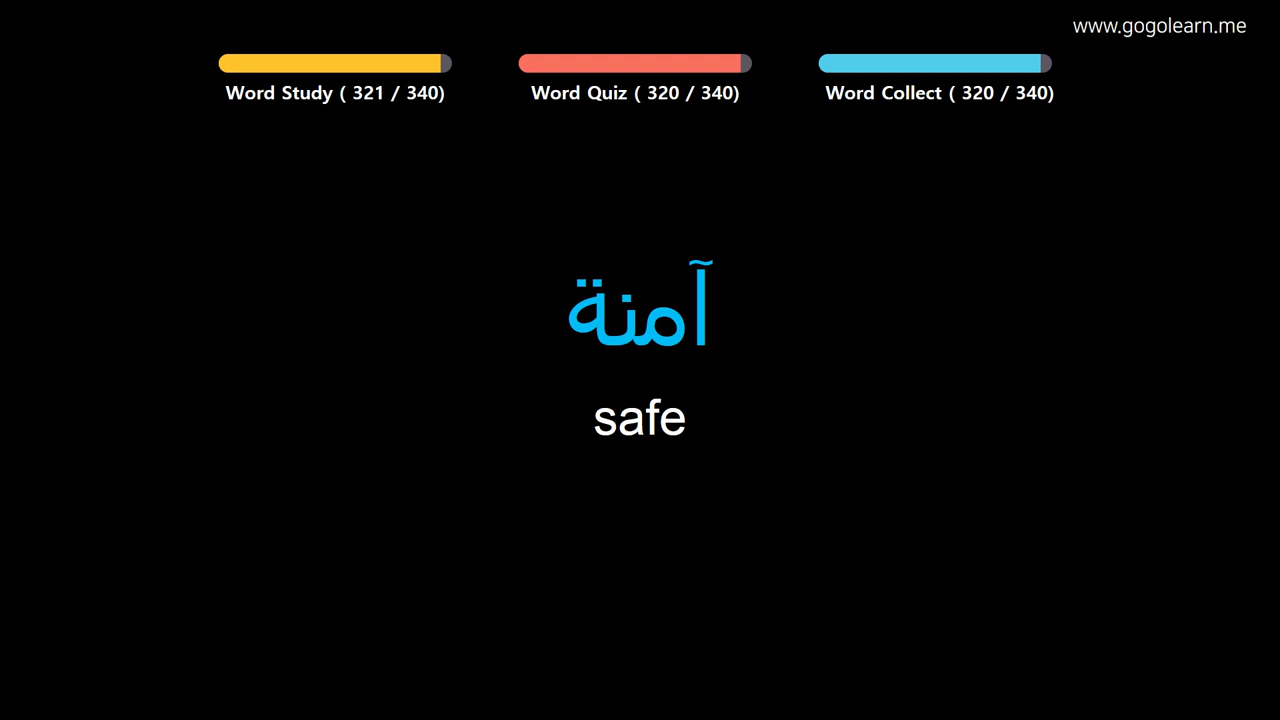 www.gogolearn.me
Word Study ( 321 / 340)
Word Quiz ( 320 / 340)
Word Collect ( 320 / 340)
آمنة
safe